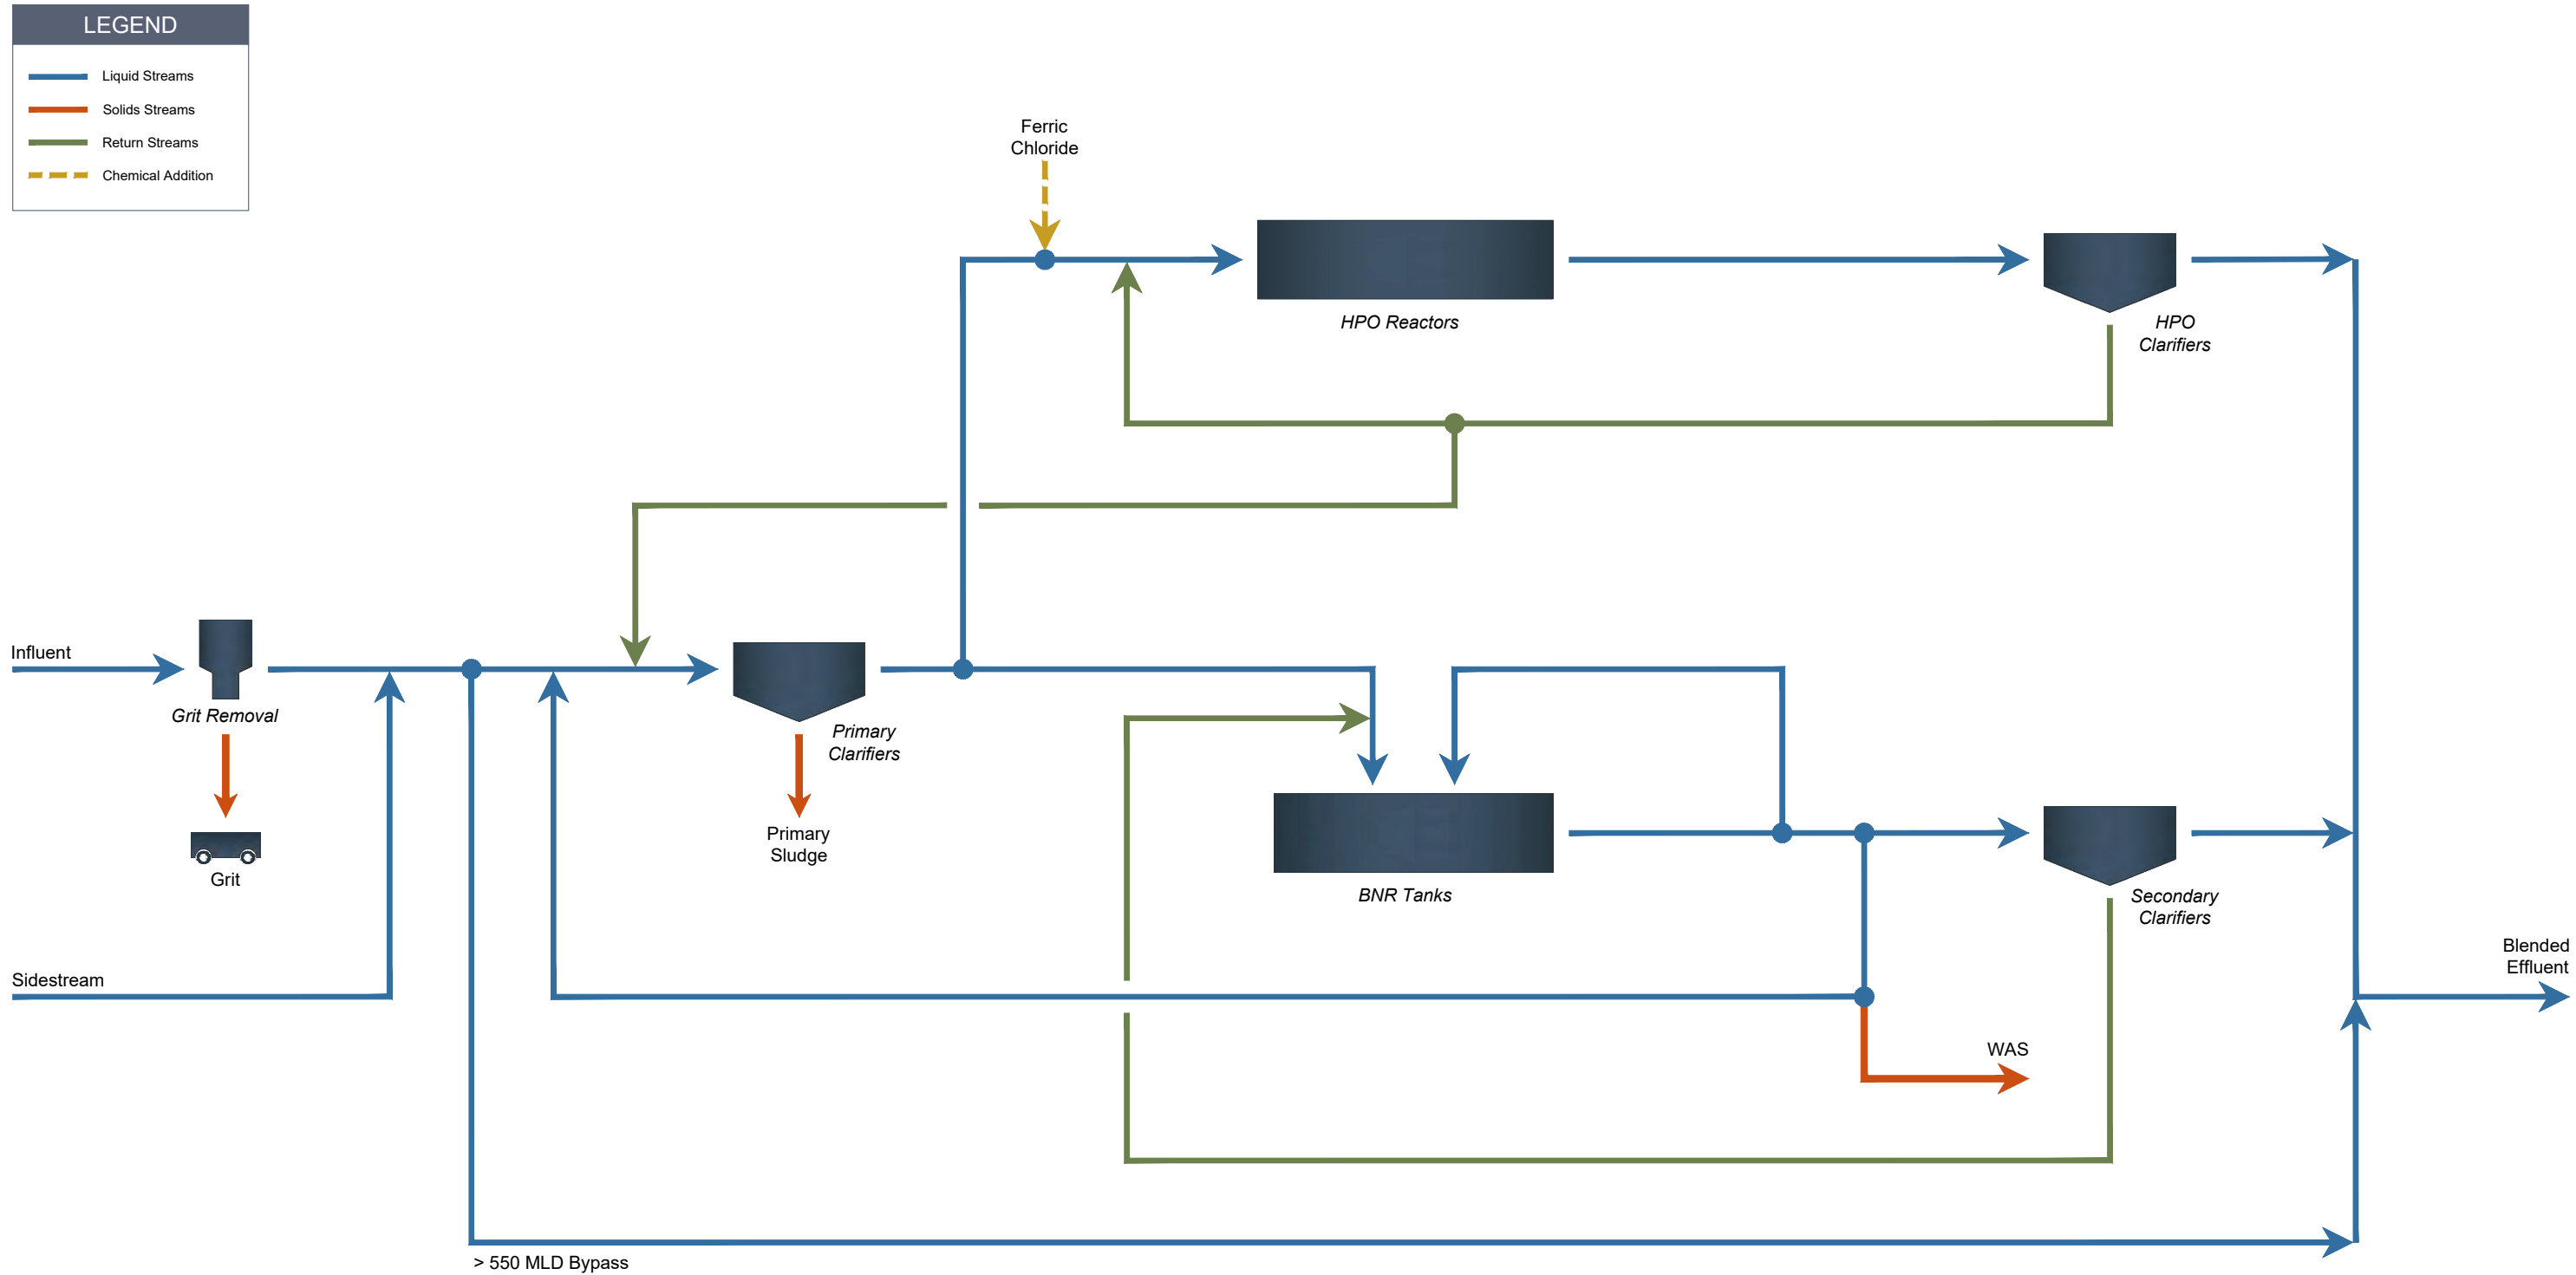 LEGEND
Liquid Streams
Solids Streams
Return Streams
Chemical Addition
Ferric
Chloride
HPO Reactors
HPO
Clarifiers
Influent
Grit Removal
Primary
Clarifiers
Primary
Sludge
Grit
BNR Tanks
Secondary
Clarifiers
Blended
Effluent
Sidestream
WAS
> 550 MLD Bypass